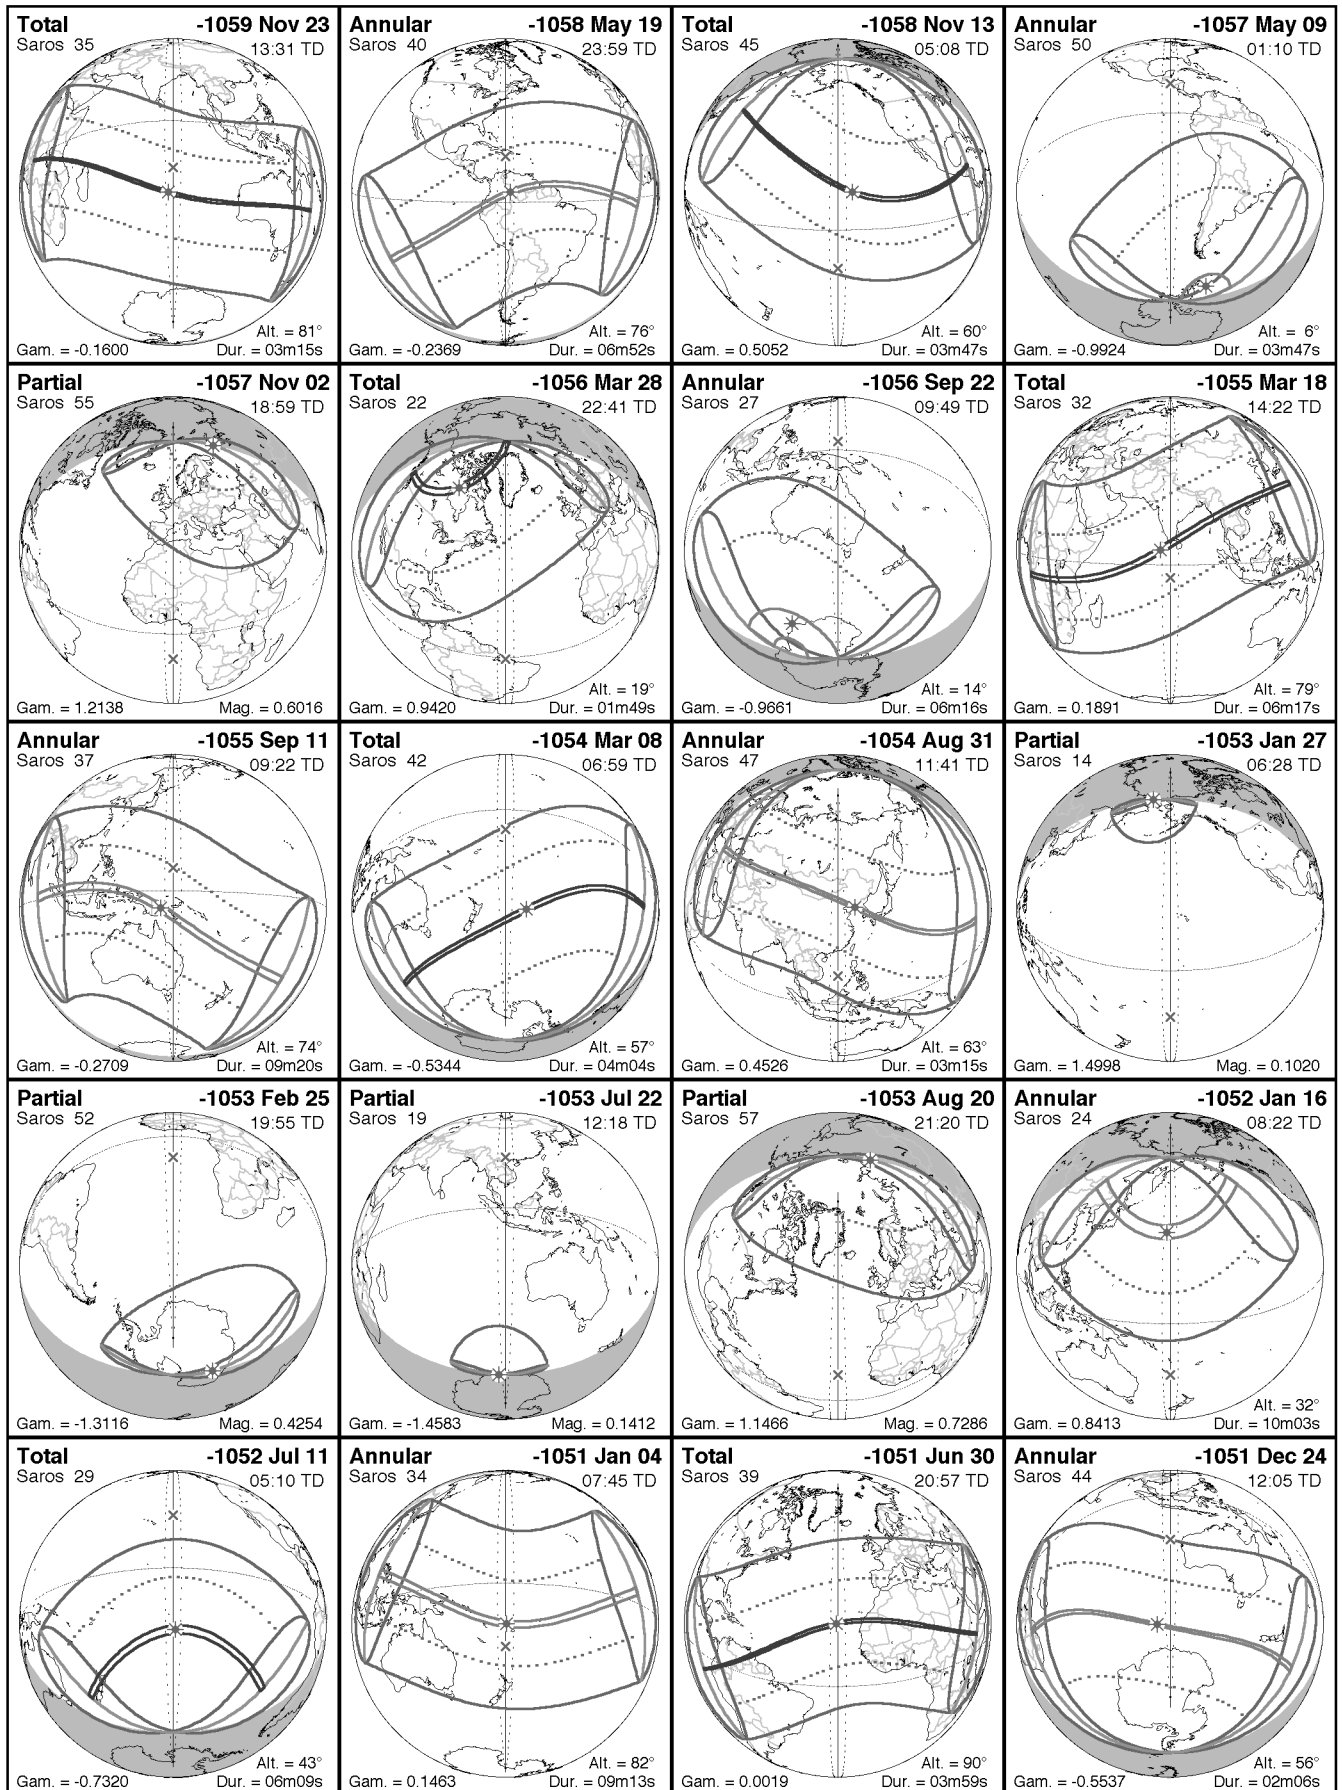 Total -1059 Nov 23
Saros 35 13:31 TD
Alt. = 81°
Gam. = -0.1600 Dur. = 03m15s
Annular -1058 May 19
Saros 40 23:59 TD
Alt. = 76°
Gam. = -0.2369 Dur. = 06m52s
Total -1058 Nov 13
Saros 45 05:08 TD
Alt. = 60°
Gam. = 0.5052 Dur. = 03m47s
Annular -1057 May 09
Saros 50 01:10 TD
Alt. = 6°
Gam. = -0.9924 Dur. = 03m47s
Partial -1057 Nov 02
Saros 55 18:59 TD
Gam. = 1.2138 Mag. = 0.6016
Total -1056 Mar 28
Saros 22 22:41 TD
Alt. = 19°
Gam. = 0.9420 Dur. = 01m49s
Annular -1056 Sep 22
Saros 27 09:49 TD
Alt. = 14°
Gam. = -0.9661 Dur. = 06m16s
Total -1055 Mar 18
Saros 32 14:22 TD
Alt. = 79°
Gam. = 0.1891 Dur. = 06m17s
Annular -1055 Sep 11
Saros 37 09:22 TD
Alt. = 74°
Gam. = -0.2709 Dur. = 09m20s
Total -1054 Mar 08
Saros 42 06:59 TD
Alt. = 57°
Gam. = -0.5344 Dur. = 04m04s
Annular -1054 Aug 31
Saros 47 11:41 TD
Alt. = 63°
Gam. = 0.4526 Dur. = 03m15s
Partial -1053 Jan 27
Saros 14 06:28 TD
Gam. = 1.4998 Mag. = 0.1020
Partial -1053 Feb 25
Saros 52 19:55 TD
Gam. = -1.3116 Mag. = 0.4254
Partial -1053 Jul 22
Saros 19 12:18 TD
Gam. = -1.4583 Mag. = 0.1412
Partial -1053 Aug 20
Saros 57 21:20 TD
Gam. = 1.1466 Mag. = 0.7286
Annular -1052 Jan 16
Saros 24 08:22 TD
Alt. = 32°
Gam. = 0.8413 Dur. = 10m03s
Total -1052 Jul 11
Saros 29 05:10 TD
Alt. = 43°
Gam. = -0.7320 Dur. = 06m09s
Annular -1051 Jan 04
Saros 34 07:45 TD
Alt. = 82°
Gam. = 0.1463 Dur. = 09m13s
Total -1051 Jun 30
Saros 39 20:57 TD
Alt. = 90°
Gam. = 0.0019 Dur. = 03m59s
Annular -1051 Dec 24
Saros 44 12:05 TD
Alt. = 56°
Gam. = -0.5537 Dur. = 02m06s